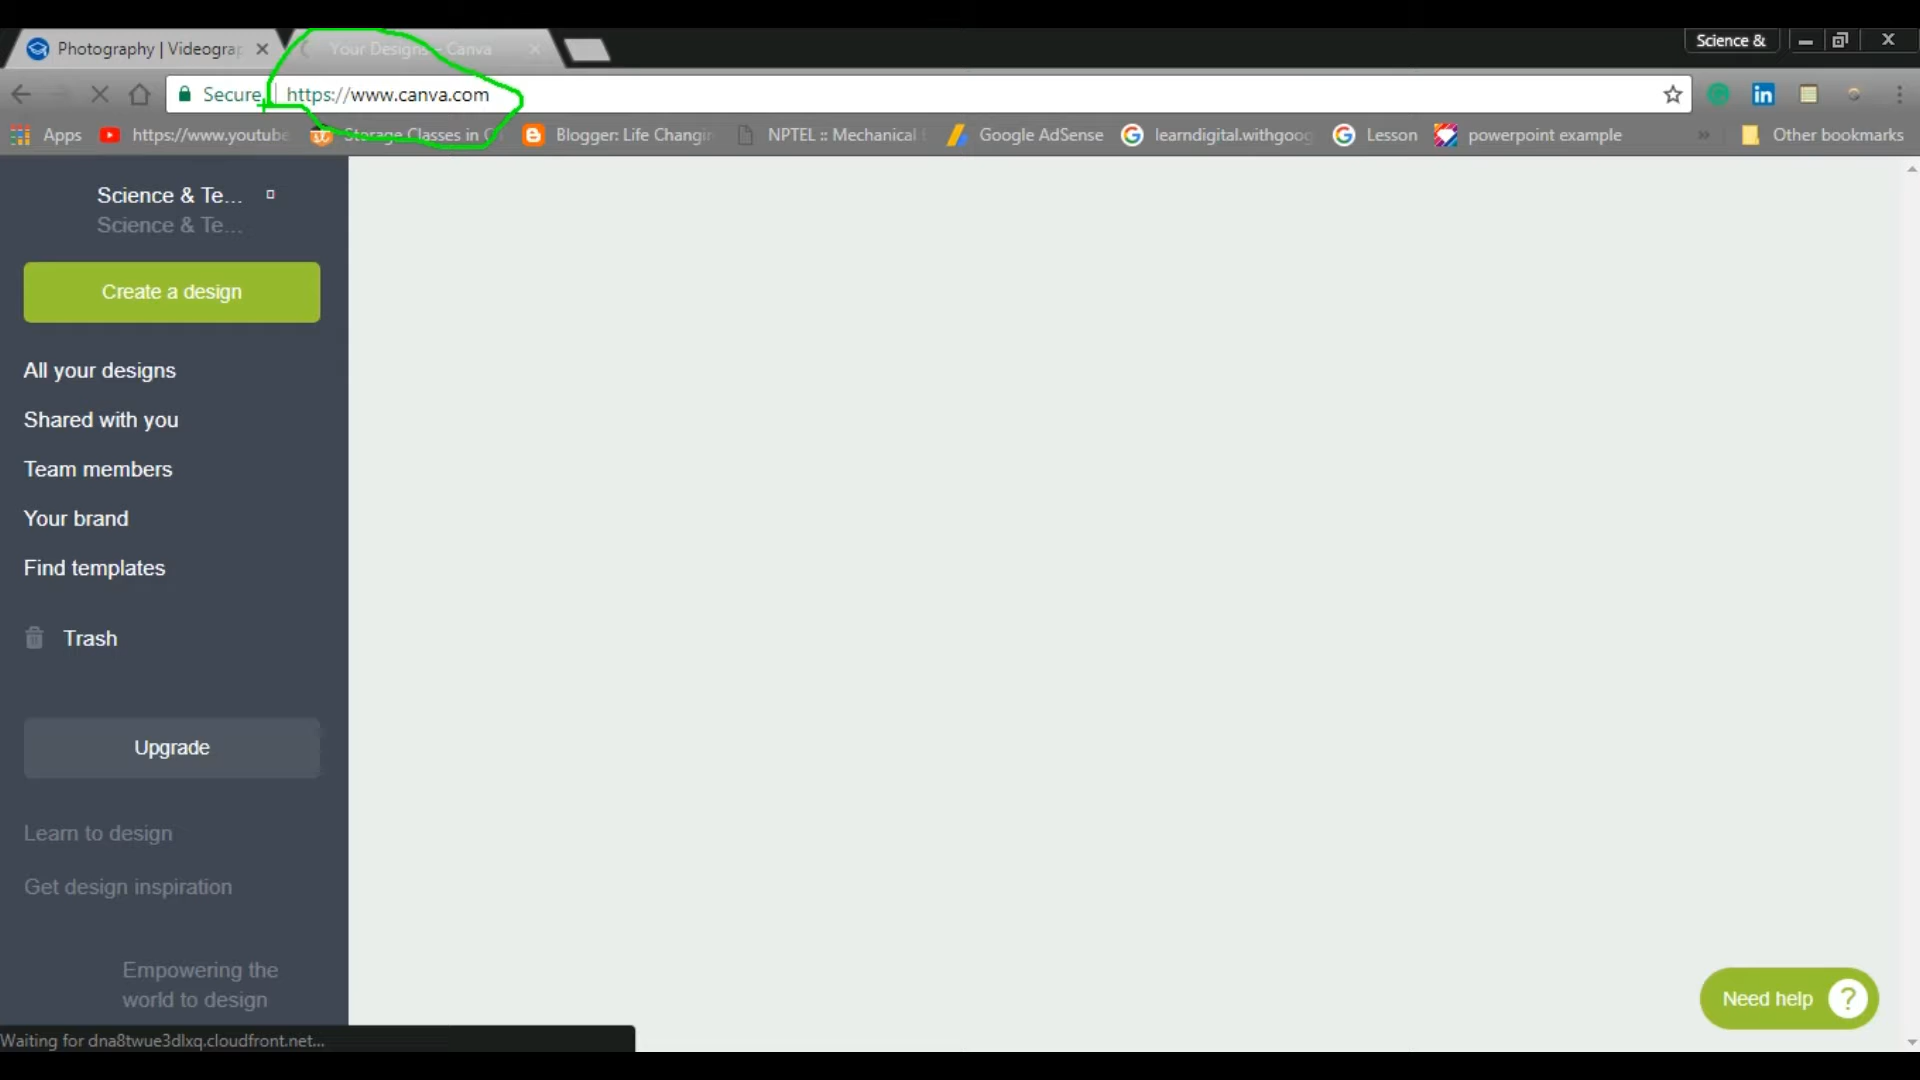 Photography | Videograp
Your Designs - Canva
Science &
Secure
https://www.canva.com
Apps
https://www.youtube
Storage Classes in C
Blogger: Life Changin
NPTEL :: Mechanical
Google AdSense
learndigital.withgoog
Lesson
powerpoint example
»
Other bookmarks
Science & Te...
Science & Te...
Create a design
All your designs
Shared with you
Team members
Your brand
Find templates
Trash
Upgrade
Learn to design
Get design inspiration
Empowering the
world to design
Need help ?
Waiting for dna8twue3dlxq.cloudfront.net...